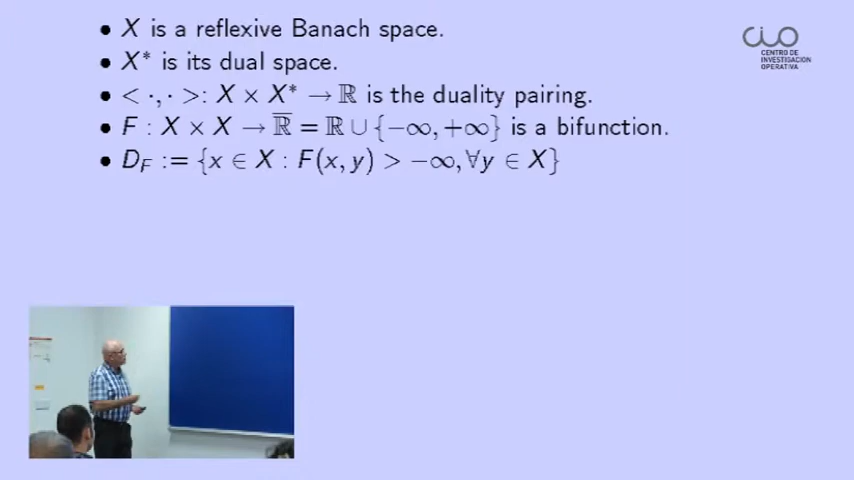 • X is a reflexive Banach space.
• X* is its dual space.
• < ·, · >: X × X* → ℝ is the duality pairing.
• F : X × X → ℝ̅ = ℝ ∪ {−∞, +∞} is a bifunction.
• D_F := {x ∈ X : F(x, y) > −∞, ∀y ∈ X}
CIO
CENTRO DE
INVESTIGACION
OPERATIVA